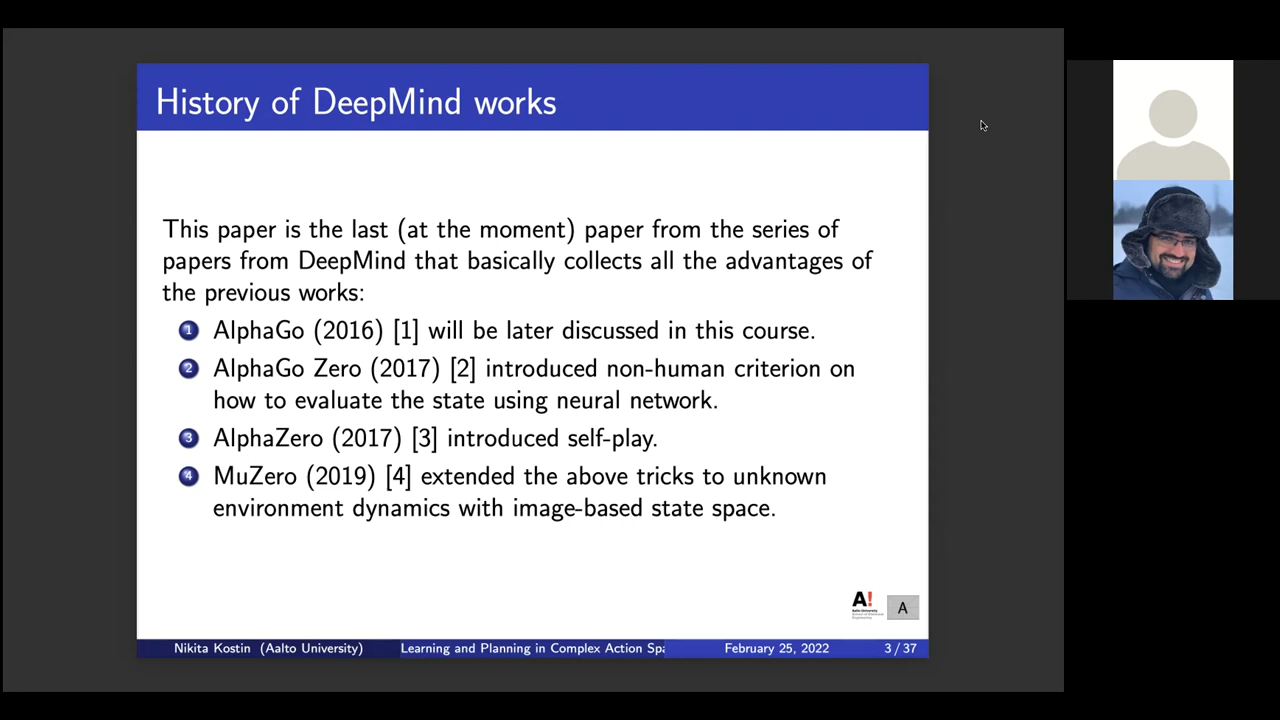 History of DeepMind works
This paper is the last (at the moment) paper from the series of
papers from DeepMind that basically collects all the advantages of
the previous works:
1 AlphaGo (2016) [1] will be later discussed in this course.
2 AlphaGo Zero (2017) [2] introduced non-human criterion on
how to evaluate the state using neural network.
3 AlphaZero (2017) [3] introduced self-play.
4 MuZero (2019) [4] extended the above tricks to unknown
environment dynamics with image-based state space.
A!
Aalto University
A
Nikita Kostin (Aalto University) Learning and Planning in Complex Action Spa February 25, 2022 3 / 37